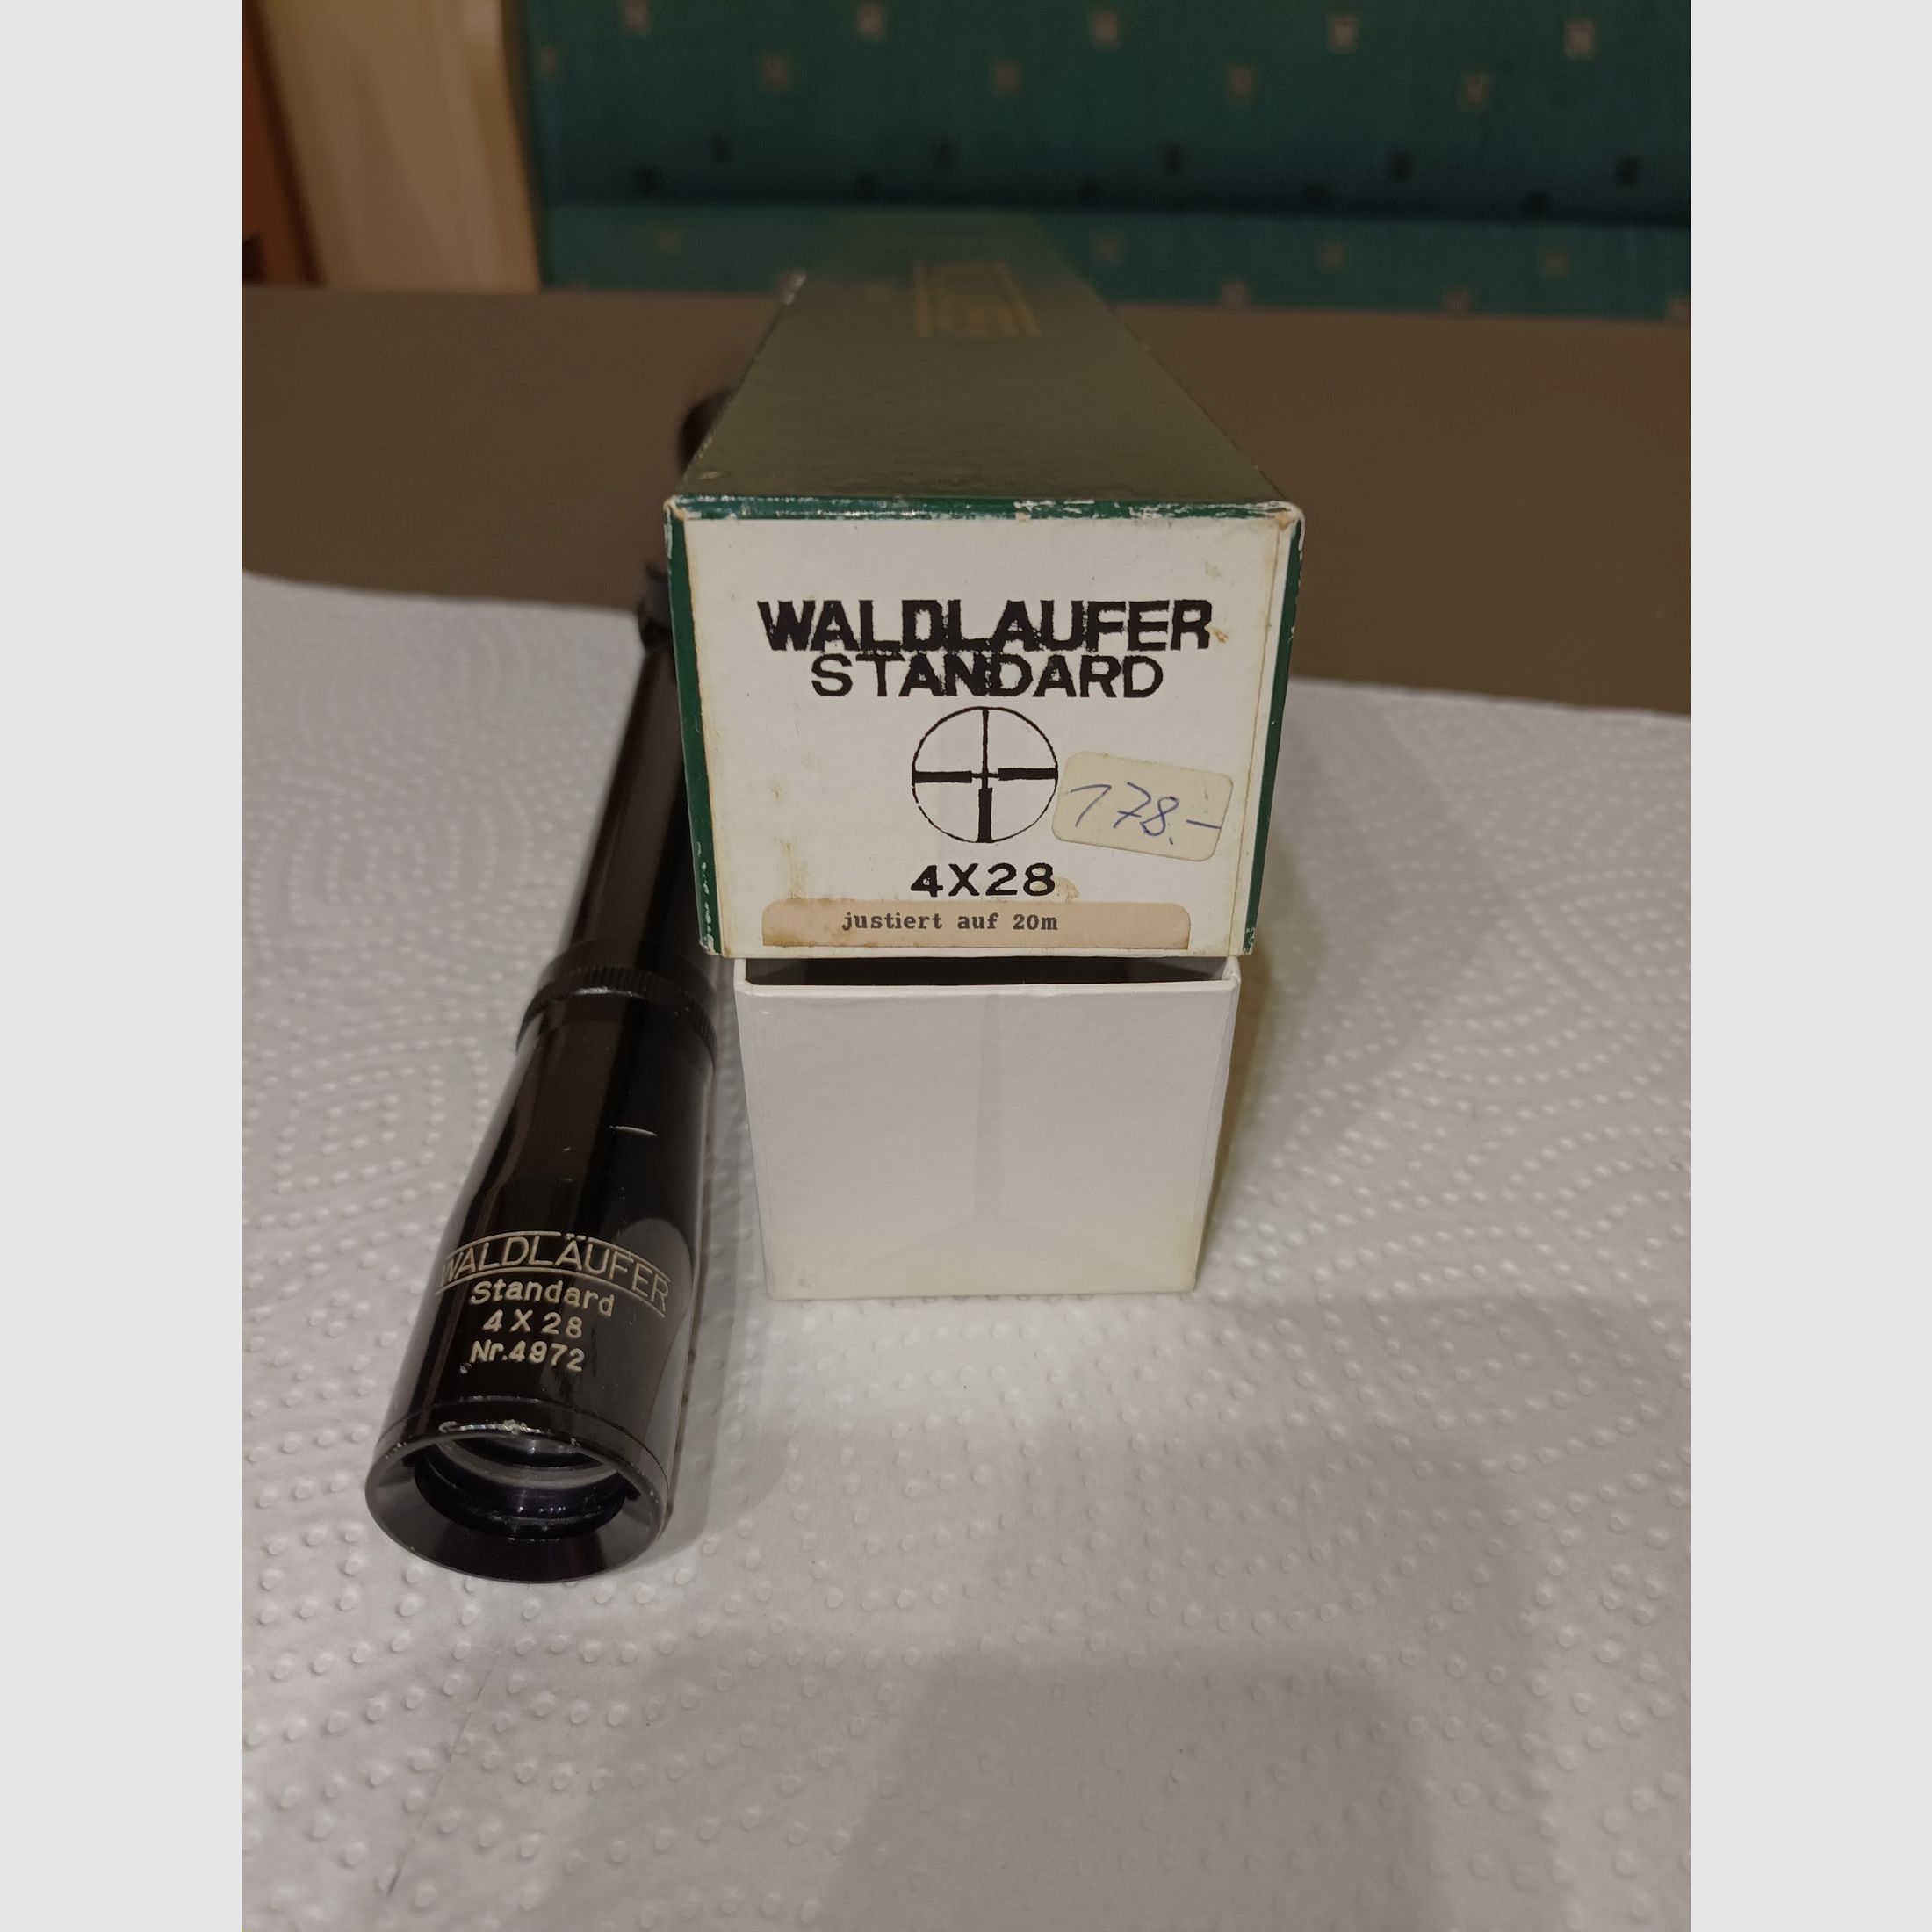 WALDLAUFER
STANDARD
178.-
4X28
justiert auf 20m
WALDLÄUFER
Standard
4X28
Nr.4972